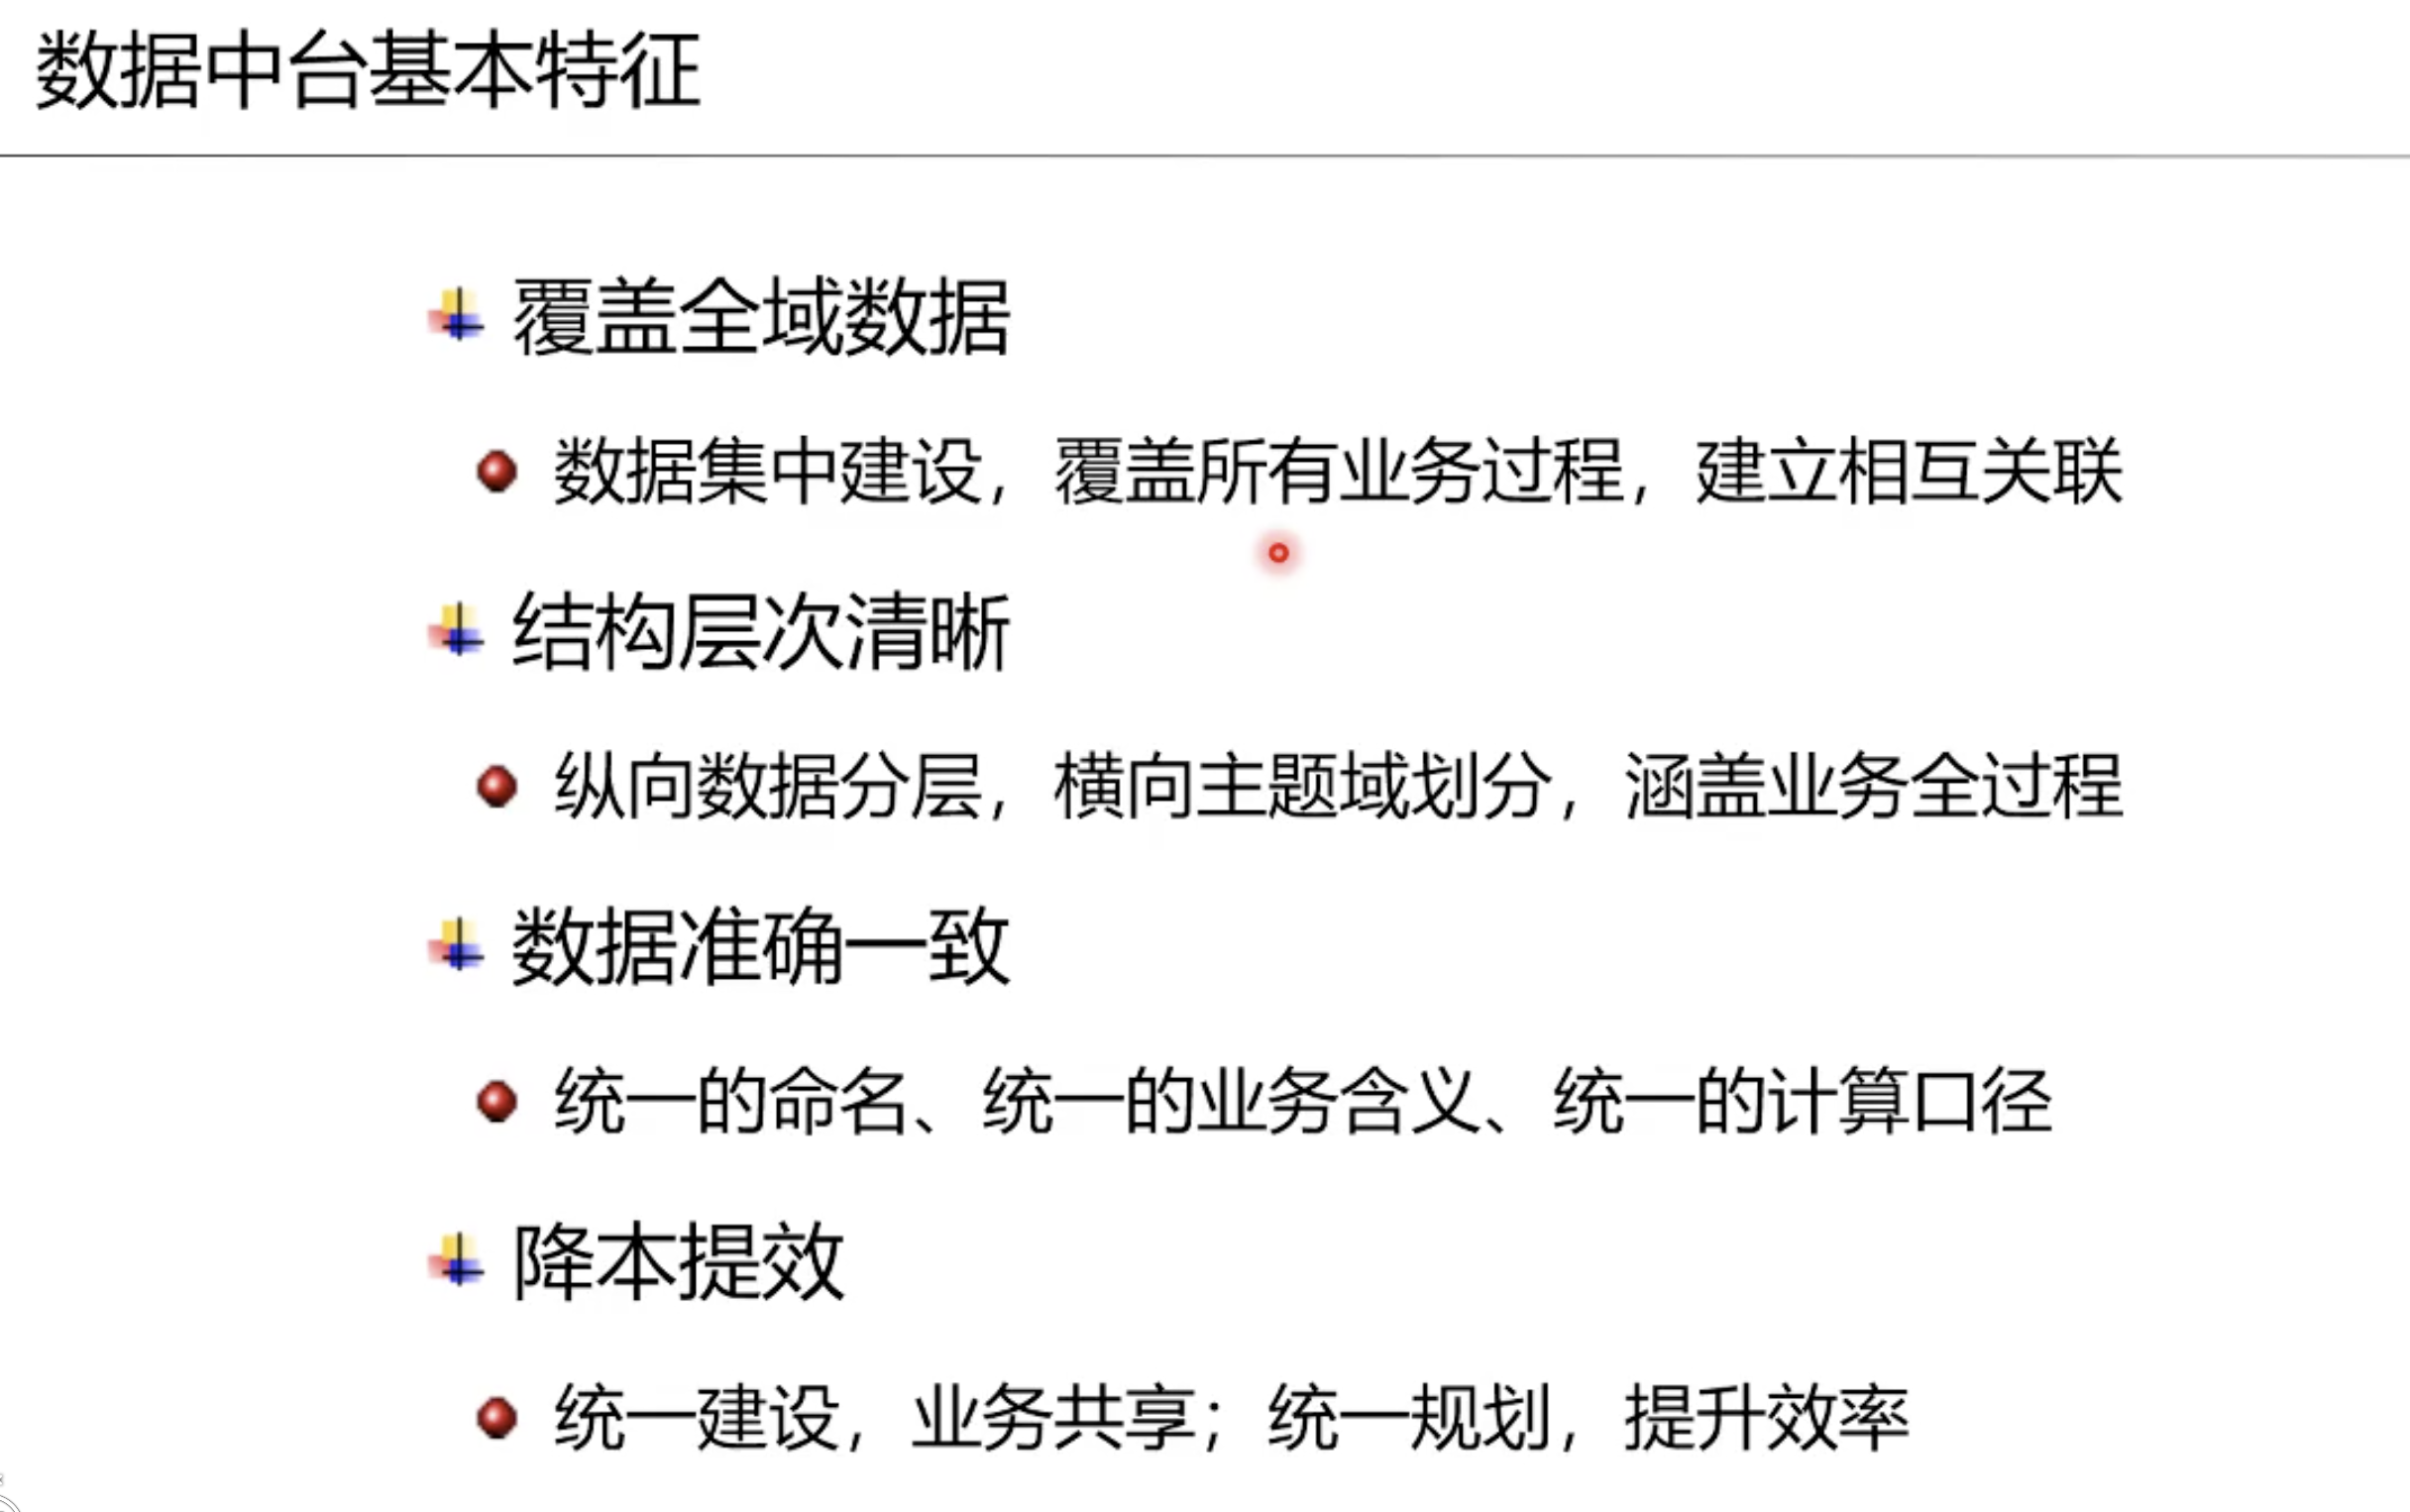 数据中台基本特征
覆盖全域数据
数据集中建设，覆盖所有业务过程，建立相互关联
结构层次清晰
纵向数据分层，横向主题域划分，涵盖业务全过程
数据准确一致
统一的命名、统一的业务含义、统一的计算口径
降本提效
统一建设，业务共享；统一规划，提升效率